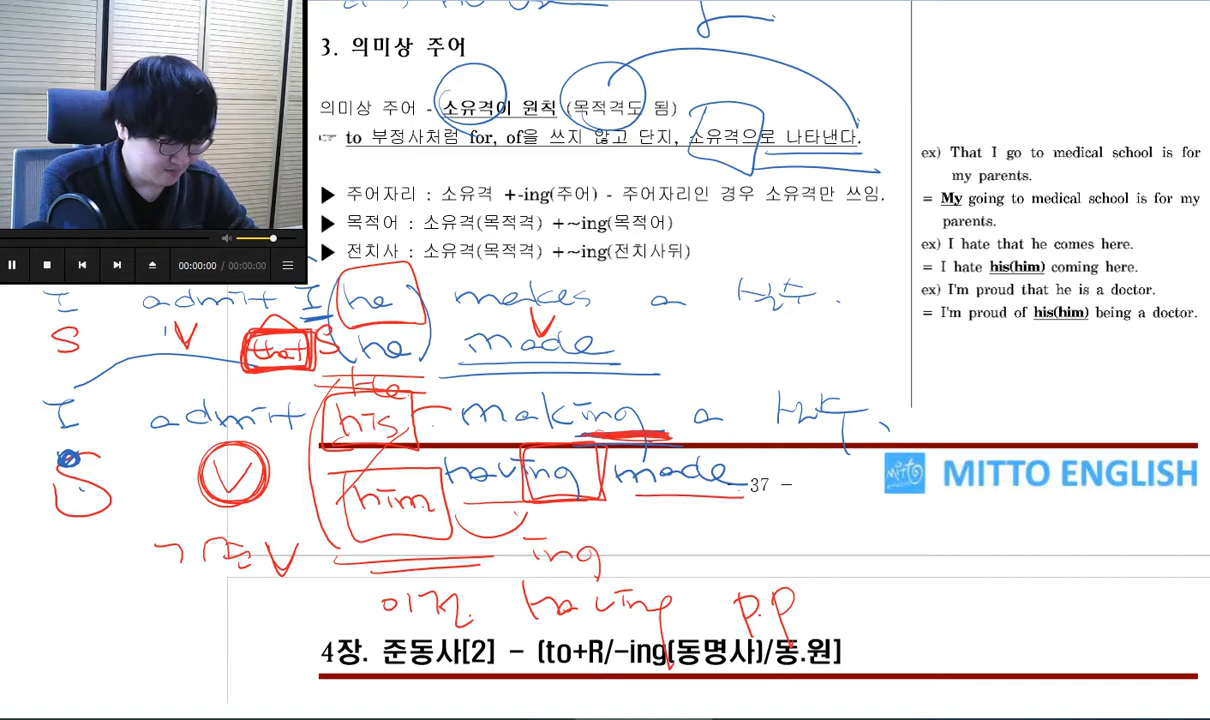 3. 의미상 주어
의미상 주어 - 소유격이 원칙 (목적격도 됨)
☞ to 부정사처럼 for, of을 쓰지 않고 단지, 소유격으로 나타낸다.
▶ 주어자리 : 소유격 +-ing(주어) - 주어자리인 경우 소유격만 쓰임.
▶ 목적어 : 소유격(목적격) +~ing(목적어)
▶ 전치사 : 소유격(목적격) +~ing(전치사뒤)
ex) That I go to medical school is for
my parents.
= My going to medical school is for my
parents.
ex) I hate that he comes here.
= I hate his(him) coming here.
ex) I'm proud that he is a doctor.
= I'm proud of his(him) being a doctor.
00:00:00 / 00:00:00
I admit I (he makes a
S V that S (he) made V
I admit his making a
S V him having made
37 -
MITTO ENGLISH
mitto
V ing
이전 having p.p
4장. 준동사[2] - (to+R/-ing(동명사)/동.원]